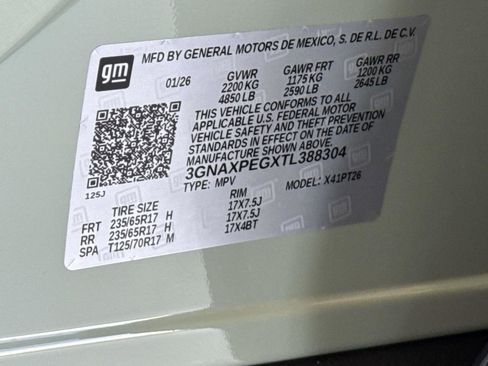 gm
MFD BY GENERAL MOTORS DE MEXICO, S. DE R.L. DE C.V.
01/26 GVWR GAWR FRT GAWR RR
2200 KG 1175 KG 1200 KG
4850 LB 2590 LB 2645 LB
THIS VEHICLE CONFORMS TO ALL
APPLICABLE U.S. FEDERAL MOTOR
VEHICLE SAFETY AND THEFT
PREVENTION STANDARDS IN
EFFECT ON THE DATE OF
MANUFACTURE SHOWN ABOVE.
3GNAXPEGXTL388304
125J TYPE: MPV MODEL: X41PT26
TIRE SIZE RIM
FRT 235/65R17 H 17X7.5J
RR 235/65R17 H 17X7.5J
SPA T125/70R17 M 17X4BT